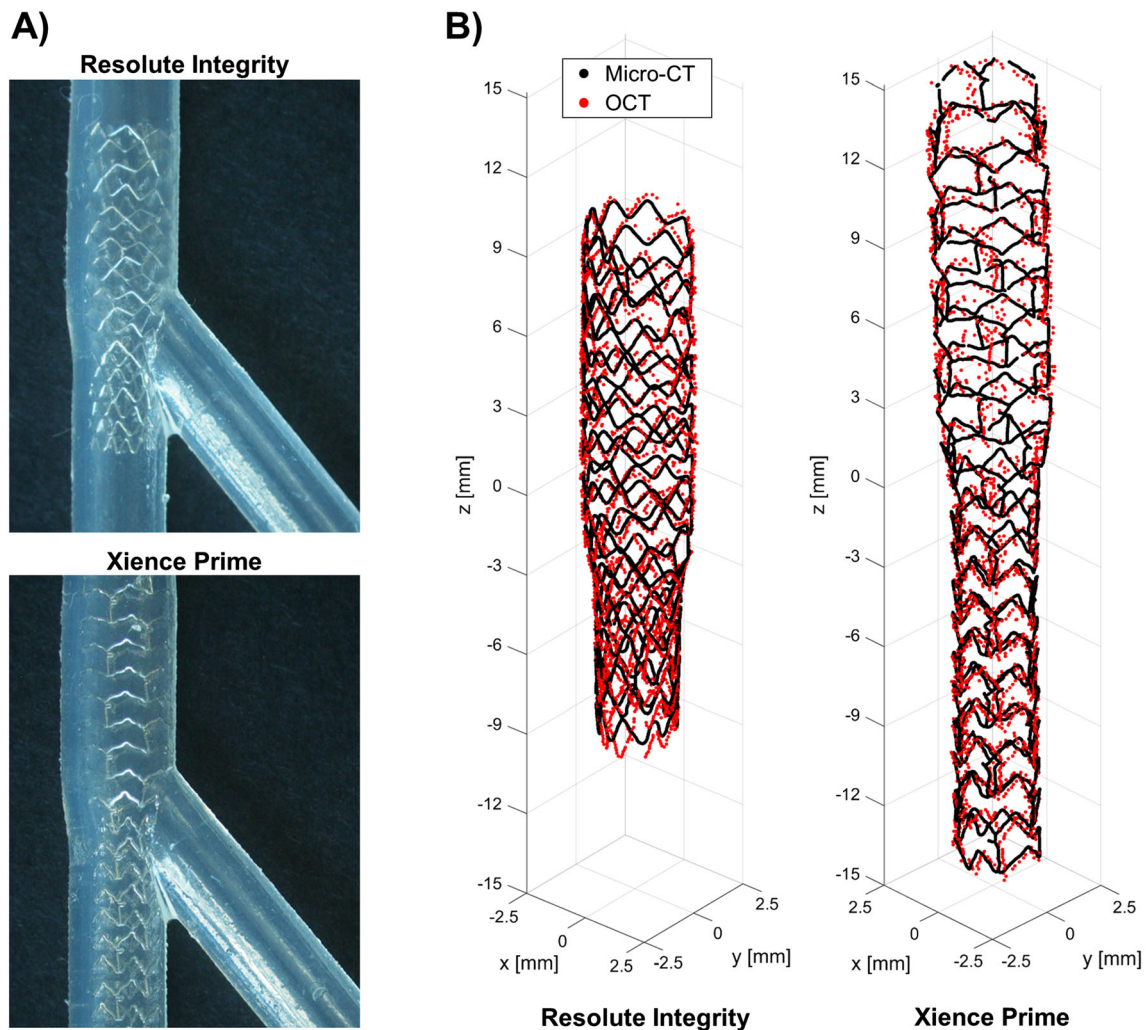 A)
Resolute Integrity
Xience Prime
B)
Micro-CT
OCT
15
12
9
6
3
0
-3
-6
-9
-12
-15
z [mm]
-2.5
0
2.5
x [mm]
-2.5
0
2.5
y [mm]
Resolute Integrity
15
12
9
6
3
0
-3
-6
-9
-12
-15
z [mm]
2.5
0
-2.5
x [mm]
-2.5
0
2.5
y [mm]
Xience Prime